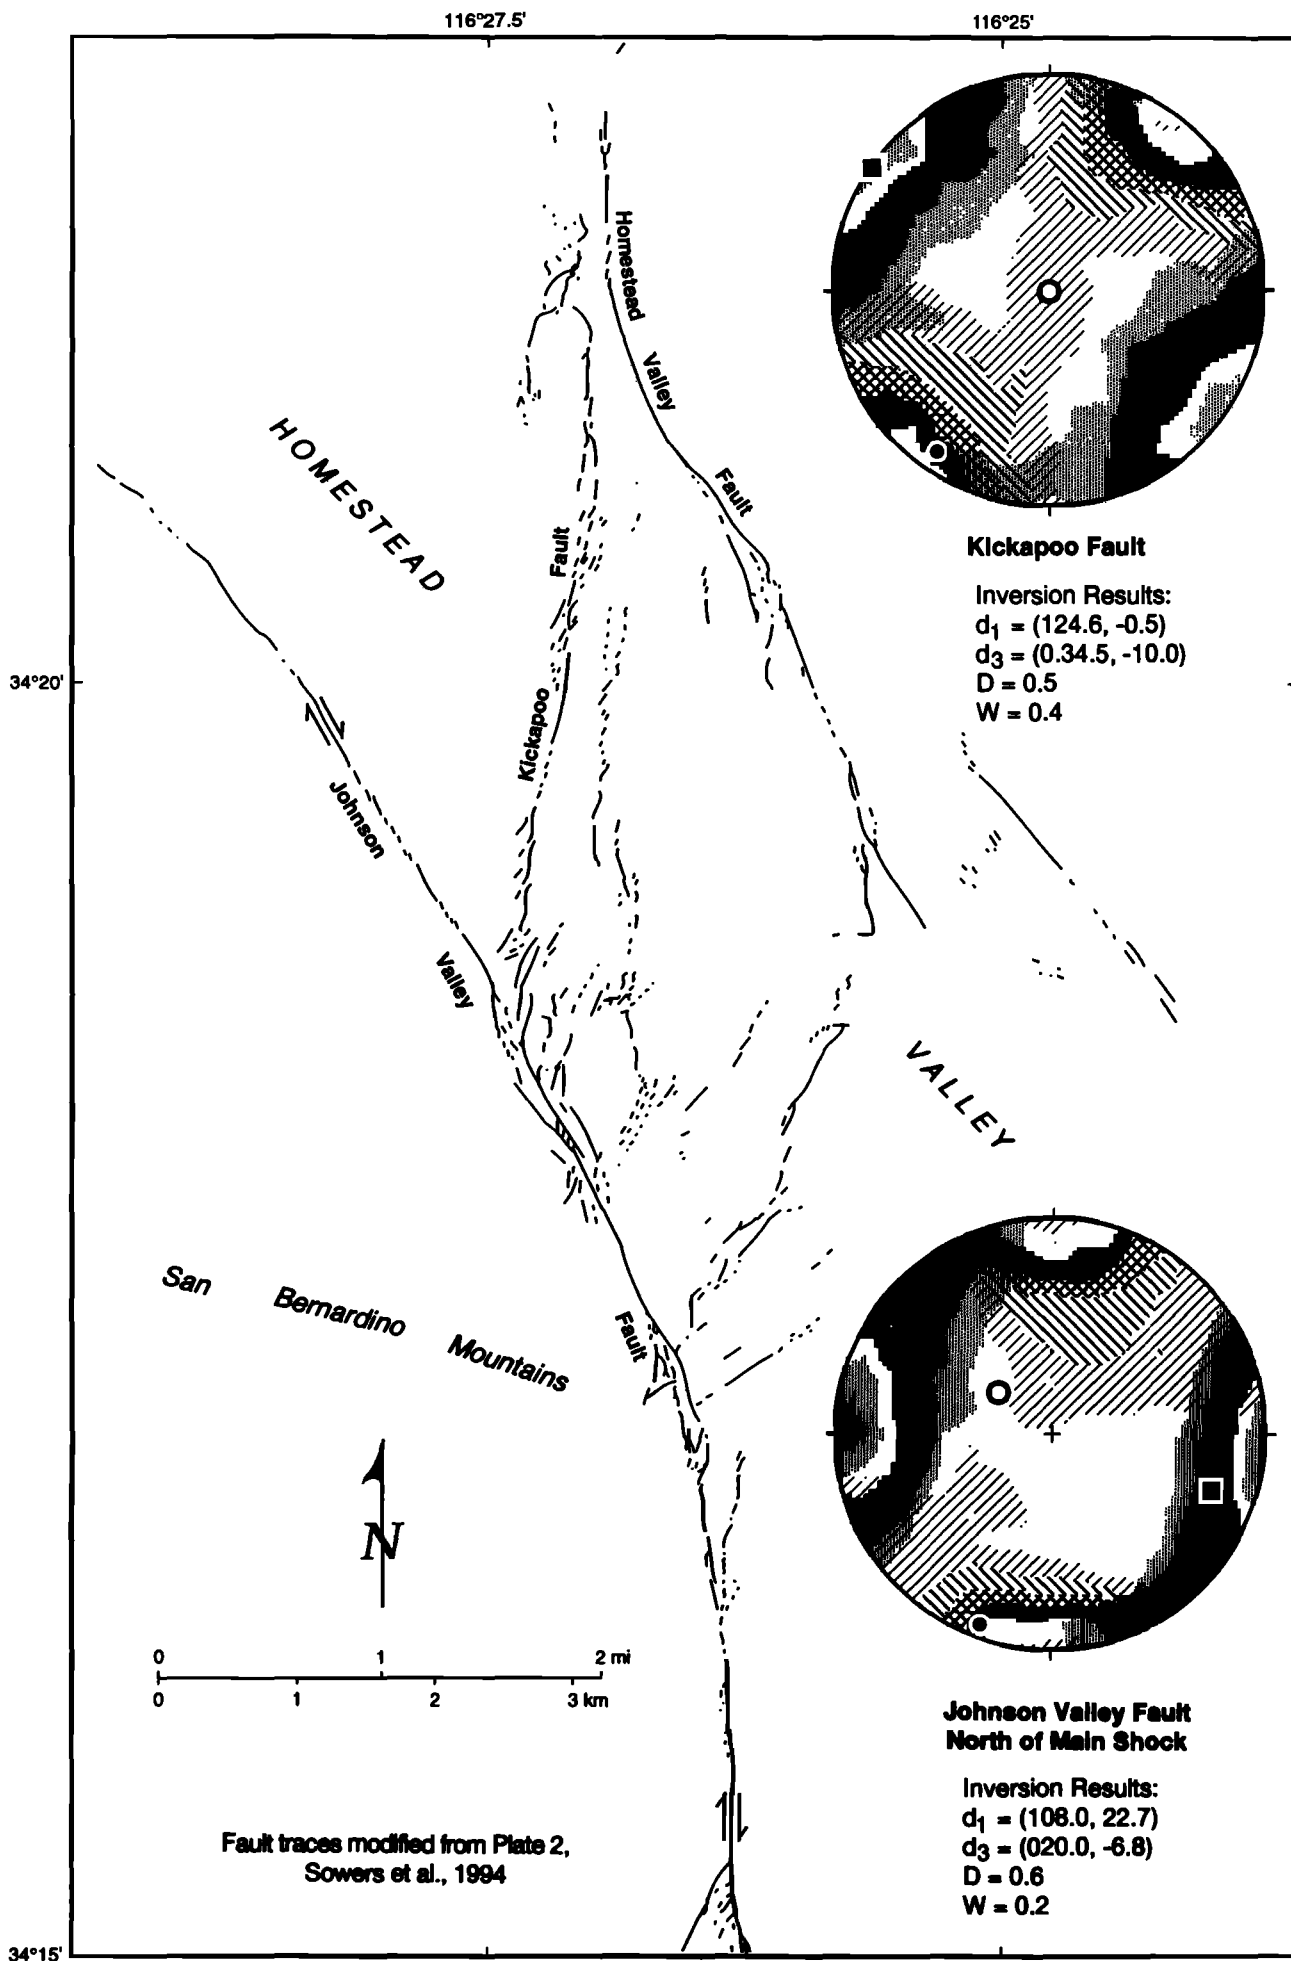 116°27.5'
116°25'
Homestead
Valley
Fault
HOMESTEAD
Fault
Kickapoo
Kickapoo Fault
Inversion Results:
d1 = (124.6, -0.5)
d3 = (0.34.5, -10.0)
D = 0.5
W = 0.4
34°20'
Johnson
Valley
Fault
VALLEY
San Bernardino Mountains
N
0 1 2 mi
0 1 2 3 km
Johnson Valley Fault
North of Main Shock
Inversion Results:
d1 = (108.0, 22.7)
d3 = (020.0, -6.8)
D = 0.6
W = 0.2
Fault traces modified from Plate 2,
Sowers et al., 1994
34°15'